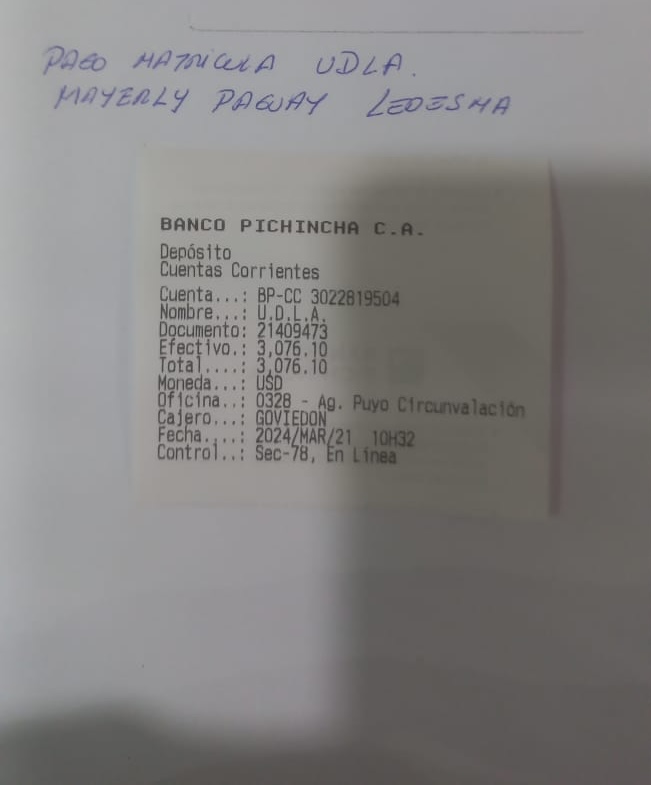 PAGO MATRICULA UDLA.
MAYERLY PAGUAY LEDESMA
BANCO PICHINCHA C.A.
Depósito
Cuentas Corrientes
Cuenta...: BP-CC 3022819504
Nombre...: U.D.L.A.
Documento: 21409473
Efectivo.: 3,076.10
Total....: 3,076.10
Moneda...: USD
Oficina..: 0328 - Ag. Puyo Circunvalación
Cajero...: GOVIEDON
Fecha....: 2024/MAR/21 10H32
Control..: Sec-78, En Línea